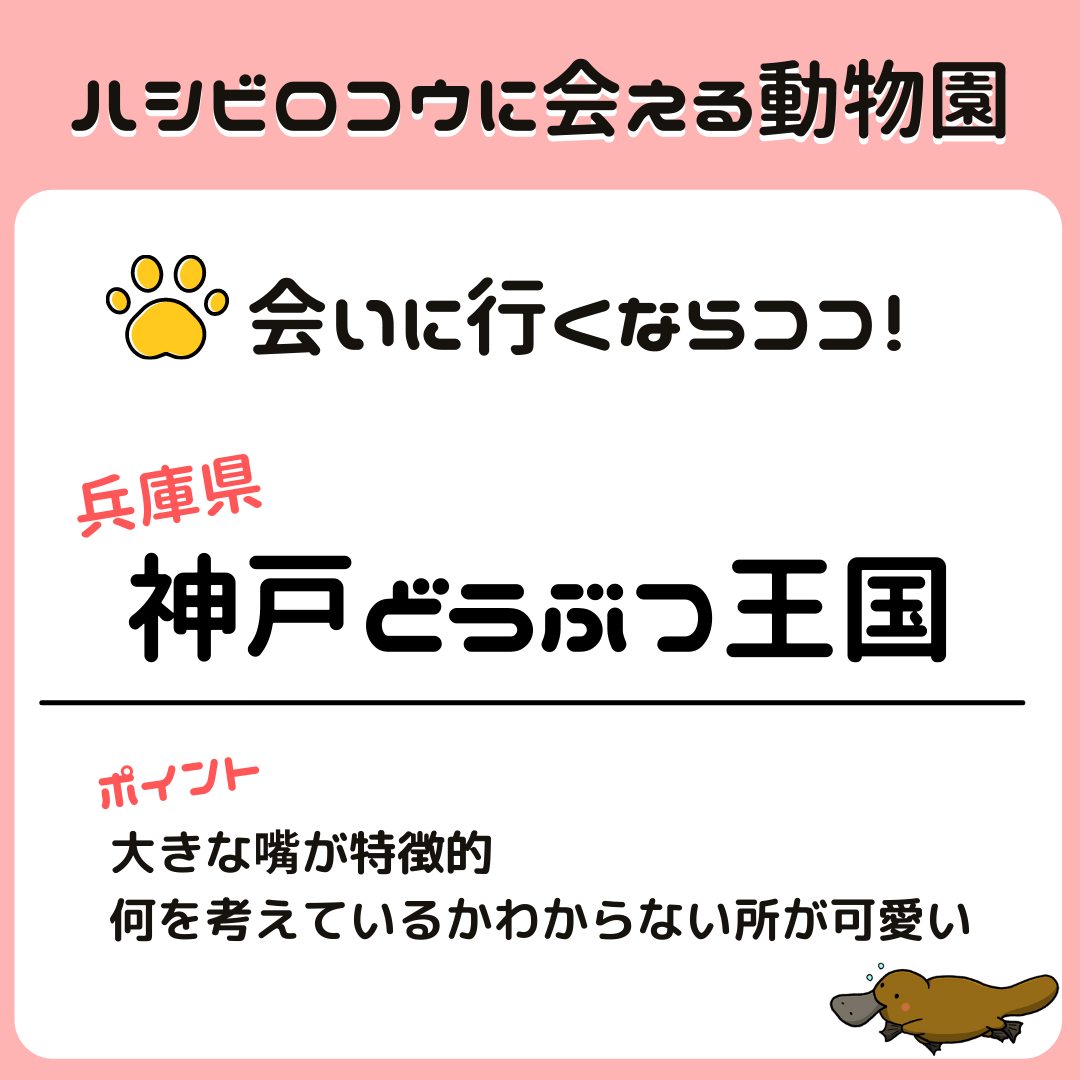 ハシビロコウに会える動物園
会いに行くならココ!
兵庫県
神戸どうぶつ王国
ポイント
大きな嘴が特徴的
何を考えているかわからない所が可愛い